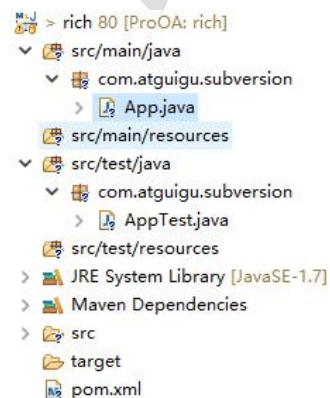 > rich 80 [ProOA: rich]
src/main/java
com.atguigu.subversion
App.java
src/main/resources
src/test/java
com.atguigu.subversion
AppTest.java
src/test/resources
JRE System Library [JavaSE-1.7]
Maven Dependencies
src
target
pom.xml